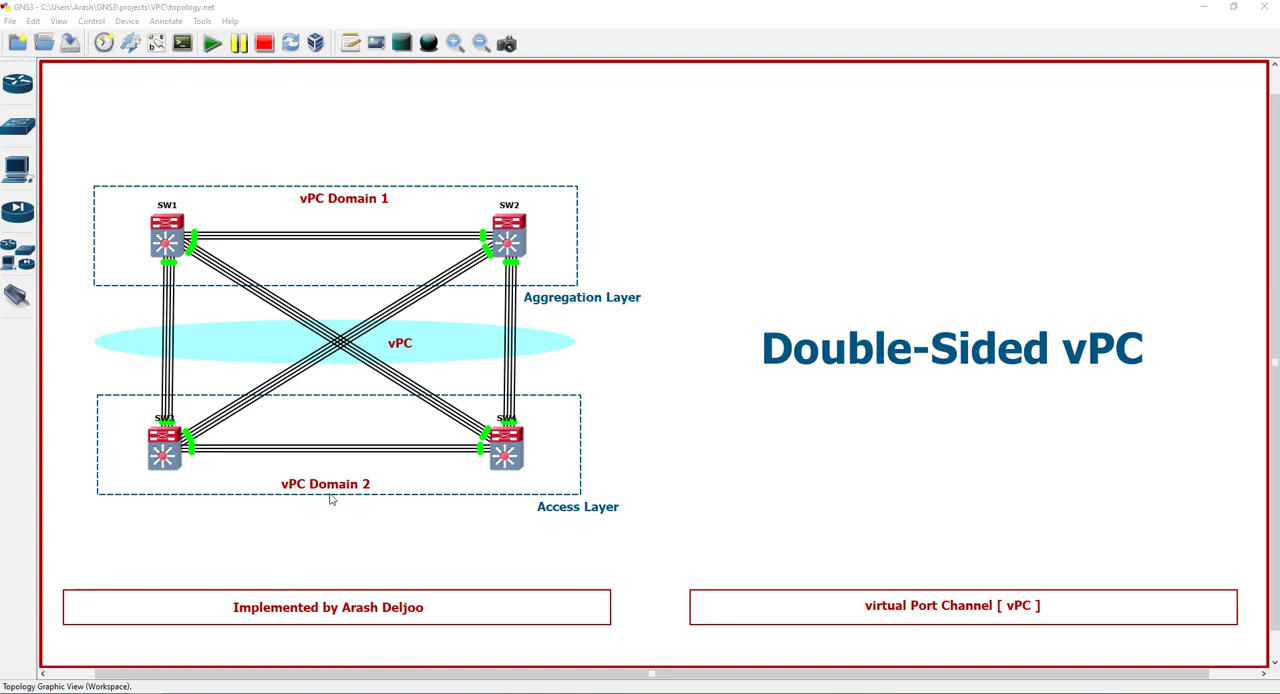 GNS3 - C:\Users\Arash\GNS3\projects\VPC\topology.net
File Edit View Control Device Annotate Tools Help
vPC Domain 1
SW1
SW2
Aggregation Layer
vPC
Double-Sided vPC
SW3
SW4
vPC Domain 2
Access Layer
Implemented by Arash Deljoo
virtual Port Channel [ vPC ]
Topology Graphic View (Workspace).